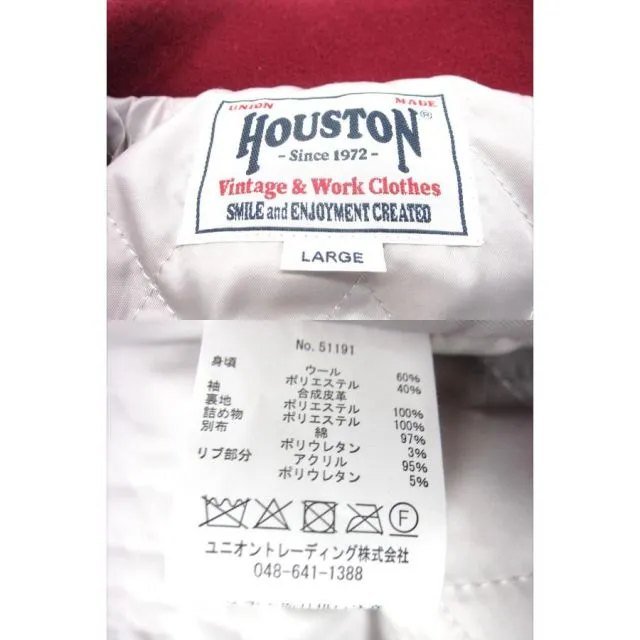 UNION MADE
HOUSTON®
- Since 1972 -
Vintage & Work Clothes
SMILE and ENJOYMENT CREATED
LARGE
No. 51191
身頃 ウール 60%
ポリエステル 40%
袖 合成皮革
裏地 ポリエステル 100%
詰め物 ポリエステル 100%
別布 綿 97%
ポリウレタン 3%
リブ部分 アクリル 95%
ポリウレタン 5%
F
ユニオントレーディング株式会社
048-641-1388